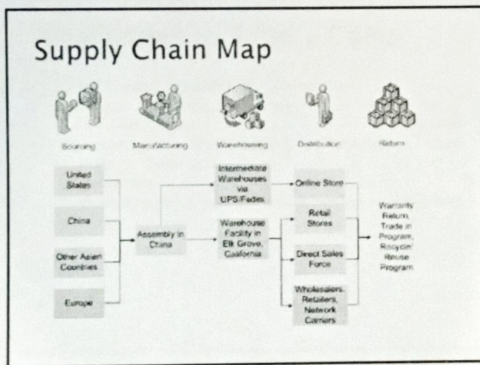 Supply Chain Map
Sourcing
Manufacturing
Warehousing
Distribution
Return
United
States
China
Other Asian
Countries
Europe
Assembly in
China
Intermediate
Warehouses
via
UPS/Fedex
Warehouse
Facility in
Elk Grove,
California
Online Store
Retail
Stores
Direct Sales
Force
Wholesalers,
Retailers,
Network
Carriers
Warranty
Return,
Trade in
Program,
Recycle/
Reuse
Program